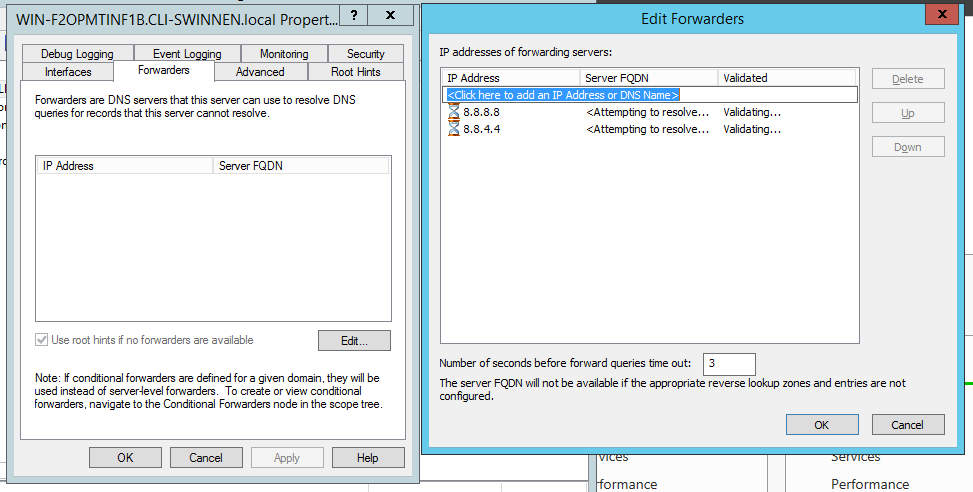 WIN-F2OPMTINF1B.CLI-SWINNEN.local Propert...
?
x
Debug Logging
Event Logging
Monitoring
Security
Interfaces
Forwarders
Advanced
Root Hints
Forwarders are DNS servers that this server can use to resolve DNS
queries for records that this server cannot resolve.
IP Address
Server FQDN
Use root hints if no forwarders are available
Edit...
Note: If conditional forwarders are defined for a given domain, they will be
used instead of server-level forwarders. To create or view conditional
forwarders, navigate to the Conditional Forwarders node in the scope tree.
OK
Cancel
Apply
Help
Edit Forwarders
x
IP addresses of forwarding servers:
IP Address
Server FQDN
Validated
<Click here to add an IP Address or DNS Name>
8.8.8.8
<Attempting to resolve...
Validating...
8.8.4.4
<Attempting to resolve...
Validating...
Delete
Up
Down
Number of seconds before forward queries time out:
3
The server FQDN will not be available if the appropriate reverse lookup zones and entries are not
configured.
OK
Cancel
Services
Performance